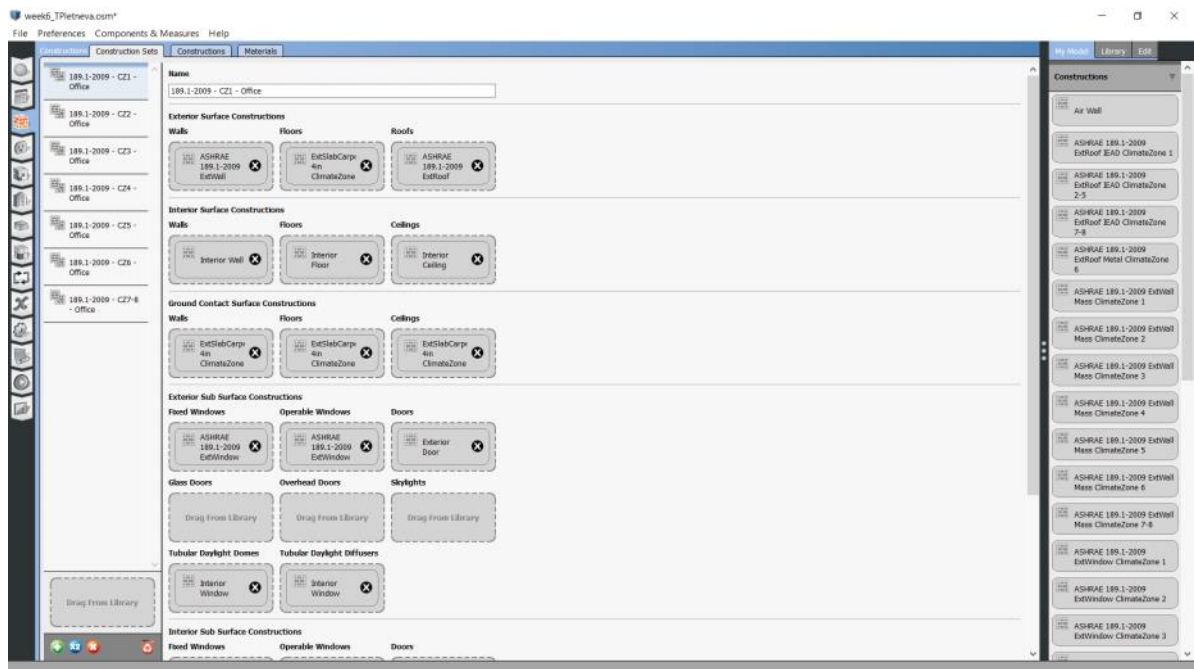 week6_TPletneva.osm*
File Preferences Components & Measures Help
Constructions Construction Sets Constructions Materials
My Model Library Edit
189.1-2009 - CZ1 -
Office
189.1-2009 - CZ2 -
Office
189.1-2009 - CZ3 -
Office
189.1-2009 - CZ4 -
Office
189.1-2009 - CZ5 -
Office
189.1-2009 - CZ6 -
Office
189.1-2009 - CZ7-8
- Office
Drag From Library
Name
189.1-2009 - CZ1 - Office
Exterior Surface Constructions
Walls Floors Roofs
ASHRAE
189.1-2009
ExtWall
ExtSlabCarpe
4in
ClimateZone
ASHRAE
189.1-2009
ExtRoof
Interior Surface Constructions
Walls Floors Ceilings
Interior Wall
Interior
Floor
Interior
Ceiling
Ground Contact Surface Constructions
Walls Floors Ceilings
ExtSlabCarpe
4in
ClimateZone
ExtSlabCarpe
4in
ClimateZone
ExtSlabCarpe
4in
ClimateZone
Exterior Sub Surface Constructions
Fixed Windows Operable Windows Doors
ASHRAE
189.1-2009
ExtWindow
ASHRAE
189.1-2009
ExtWindow
Exterior
Door
Glass Doors Overhead Doors Skylights
Drag From Library Drag From Library Drag From Library
Tubular Daylight Domes Tubular Daylight Diffusers
Interior
Window
Interior
Window
Interior Sub Surface Constructions
Fixed Windows Operable Windows Doors
Constructions
Air Wall
ASHRAE 189.1-2009
ExtRoof IEAD ClimateZone 1
ASHRAE 189.1-2009
ExtRoof IEAD ClimateZone
2-5
ASHRAE 189.1-2009
ExtRoof IEAD ClimateZone
7-8
ASHRAE 189.1-2009
ExtRoof Metal ClimateZone
6
ASHRAE 189.1-2009 ExtWall
Mass ClimateZone 1
ASHRAE 189.1-2009 ExtWall
Mass ClimateZone 2
ASHRAE 189.1-2009 ExtWall
Mass ClimateZone 3
ASHRAE 189.1-2009 ExtWall
Mass ClimateZone 4
ASHRAE 189.1-2009 ExtWall
Mass ClimateZone 5
ASHRAE 189.1-2009 ExtWall
Mass ClimateZone 6
ASHRAE 189.1-2009 ExtWall
Mass ClimateZone 7-8
ASHRAE 189.1-2009
ExtWindow ClimateZone 1
ASHRAE 189.1-2009
ExtWindow ClimateZone 2
ASHRAE 189.1-2009
ExtWindow ClimateZone 3